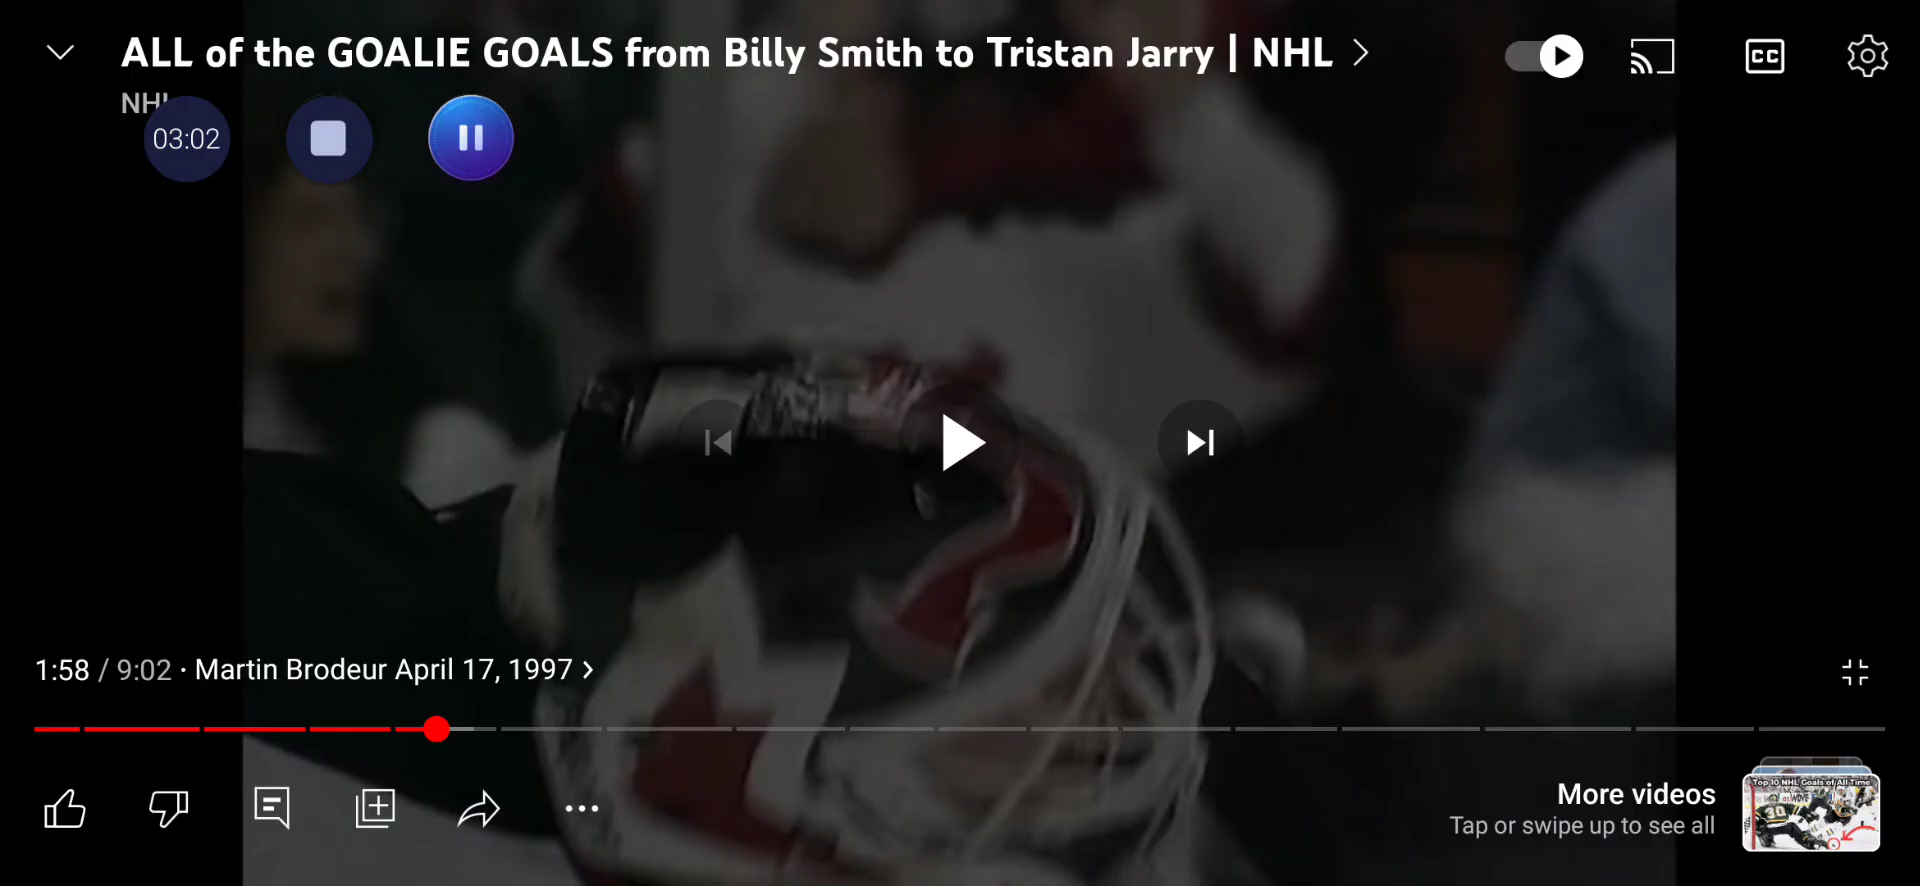 ALL of the GOALIE GOALS from Billy Smith to Tristan Jarry | NHL
NHL
03:02
CC
1:58 / 9:02 · Martin Brodeur April 17, 1997
More videos
Tap or swipe up to see all
Top 10 NHL Goals of All Time